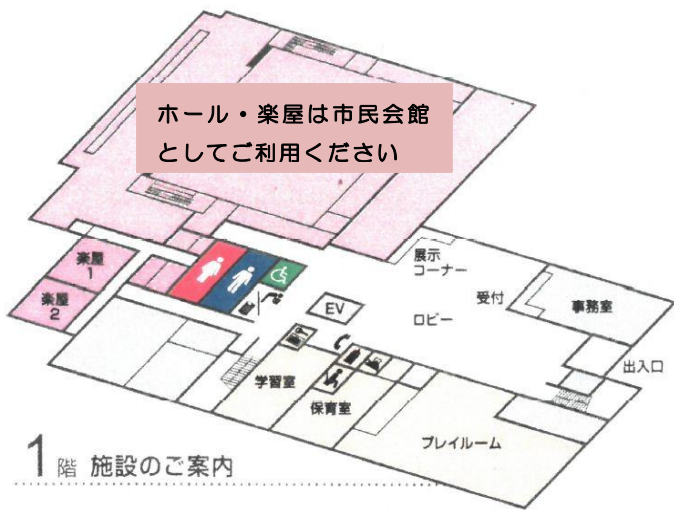 ホール・楽屋は市民会館
としてご利用ください
展示
コーナー
楽屋
1
楽屋
2
受付
事務室
EV
ロビー
出入口
学習室
保育室
プレイルーム
1階 施設のご案内